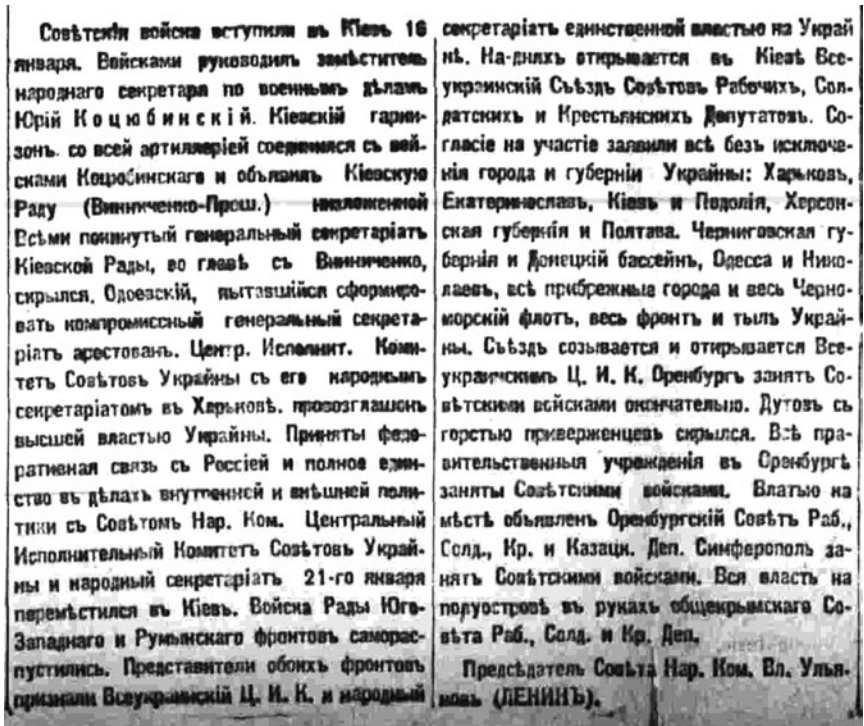 Совѣтскія войска вступили въ Кіевъ 16
января. Войсками руководилъ замѣститель
народнаго секретаря по военнымъ дѣламъ
Юрій Коцюбинскій. Кіевскій гарни-
зонъ. со всей артиллеріей соединился съ вой-
сками Коцюбинскаго и объявилъ Кіевскую
Раду (Винниченко-Прош.) низложенной
Всѣми покинутый генеральный секретаріатъ
Кіевской Рады, во главѣ съ Винниченко,
скрылся. Одоевскій, пытавшійся сформиро-
вать компромиссный генеральный секрета-
ріатъ арестованъ. Центр. Исполнит. Коми-
тетъ Совѣтовъ Украйны съ его народнымъ
секретаріатомъ въ Харьковѣ. провозглашонъ
высшей властью Украйны. Приняты феде-
ративная связь съ Россіей и полное един-
ство въ дѣлахъ внутренней и внѣшней поли-
тики съ Совѣтомъ Нар. Ком. Центральный
Исполнительный Комитетъ Совѣтовъ Украй-
ны и народный секретаріатъ 21-го января
перемѣстился въ Кіевъ. Войска Рады Юго-
Западнаго и Румынскаго фронтовъ саморас-
пустились. Представители обоихъ фронтовъ
признали Всеукраинскій Ц. И. К. и народный
секретаріатъ единственной властью на Украй
нѣ. На-дняхъ открывается въ Кіевѣ Все-
украинскій Съѣздъ Совѣтовъ Рабочихъ, Сол-
датскихъ и Крестьянскихъ Депутатовъ. Со-
гласіе на участіе заявили всѣ безъ исключе-
нія города и губерніи Украйны: Харьковъ,
Екатеринославъ, Кіевъ и Подолія, Херсон-
ская губернія и Полтава. Черниговская гу-
бернія и Донецкій бассейнъ, Одесса и Нико-
лаевъ, всѣ прибрежные города и весь Черно-
морскій флотъ, весь фронтъ и тылъ Украй-
ны. Съѣздъ созывается и открывается Все-
украинскимъ Ц. И. К. Оренбургъ занятъ Со-
вѣтскими войсками окончательно. Дутовъ съ
горстью приверженцевъ скрылся. Всѣ пра-
вительственныя учрежденія въ Оренбургѣ
заняты Совѣтскими войсками. Влатью на
мѣстѣ объявленъ Оренбургскій Совѣтъ Раб.,
Солд., Кр. и Казацк. Деп. Симферополь за-
нятъ Совѣтскими войсками. Вся власть на
полуостровѣ въ рукахъ общекрымскаго Со-
вѣта Раб., Солд. и Кр. Деп.
Предсѣдатель Совѣта Нар. Ком. Вл. Улья-
новъ (ЛЕНИНЪ).